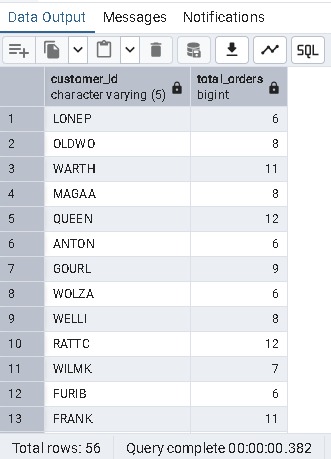 Data Output Messages Notifications
SQL
customer_id total_orders
character varying (5) bigint
1 LONEP 6
2 OLDWO 8
3 WARTH 11
4 MAGAA 8
5 QUEEN 12
6 ANTON 6
7 GOURL 9
8 WOLZA 6
9 WELLI 8
10 RATTC 12
11 WILMK 7
12 FURIB 6
13 FRANK 11
Total rows: 56 Query complete 00:00:00.382